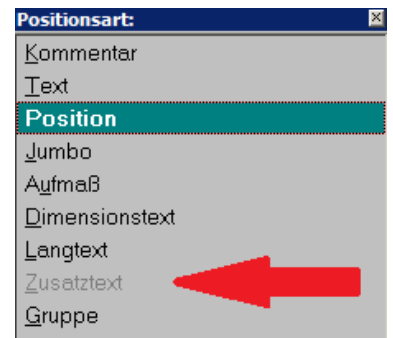 Positionsart:
Kommentar
Text
Position
Jumbo
Aufmaß
Dimensionstext
Langtext
Zusatztext
Gruppe